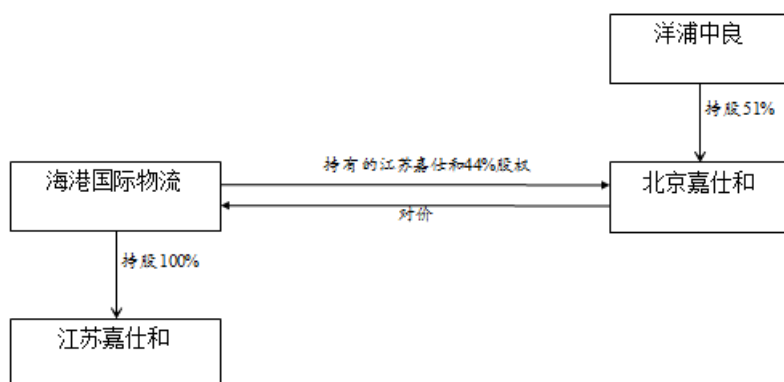 洋浦中良
持股51%
海港国际物流
持有的江苏嘉仕和44%股权
北京嘉仕和
对价
持股100%
江苏嘉仕和